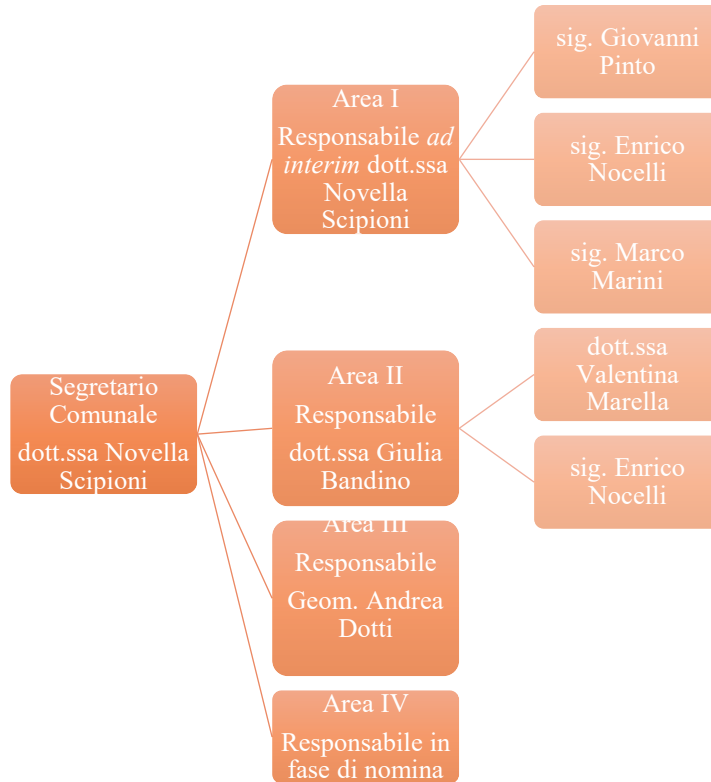 Segretario
Comunale
dott.ssa Novella
Scipioni
Area I
Responsabile ad
interim dott.ssa
Novella
Scipioni
sig. Giovanni
Pinto
sig. Enrico
Nocelli
sig. Marco
Marini
Area II
Responsabile
dott.ssa Giulia
Bandino
dott.ssa
Valentina
Marella
sig. Enrico
Nocelli
Area III
Responsabile
Geom. Andrea
Dotti
Area IV
Responsabile in
fase di nomina